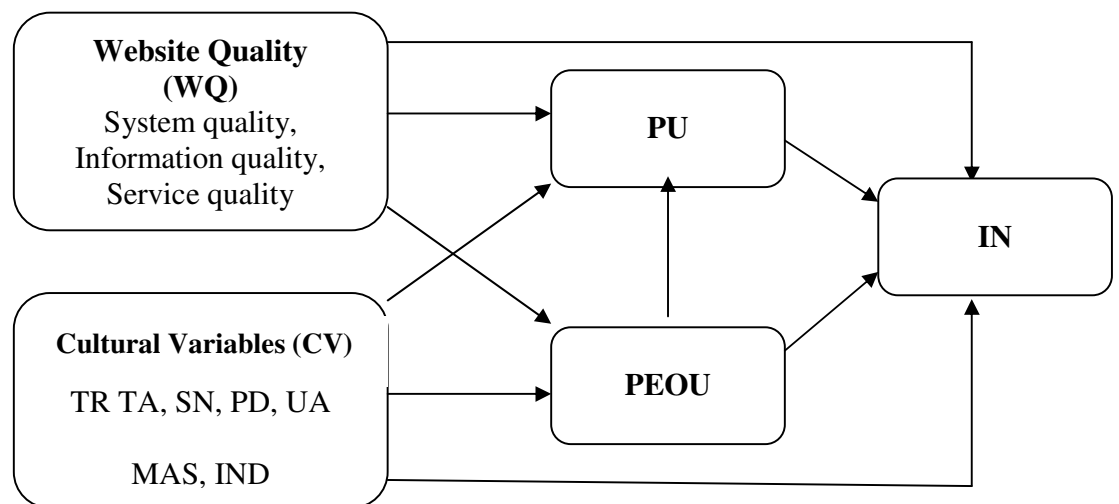 Website Quality
(WQ)
System quality,
Information quality,
Service quality
PU
IN
Cultural Variables (CV)
TR TA, SN, PD, UA
MAS, IND
PEOU